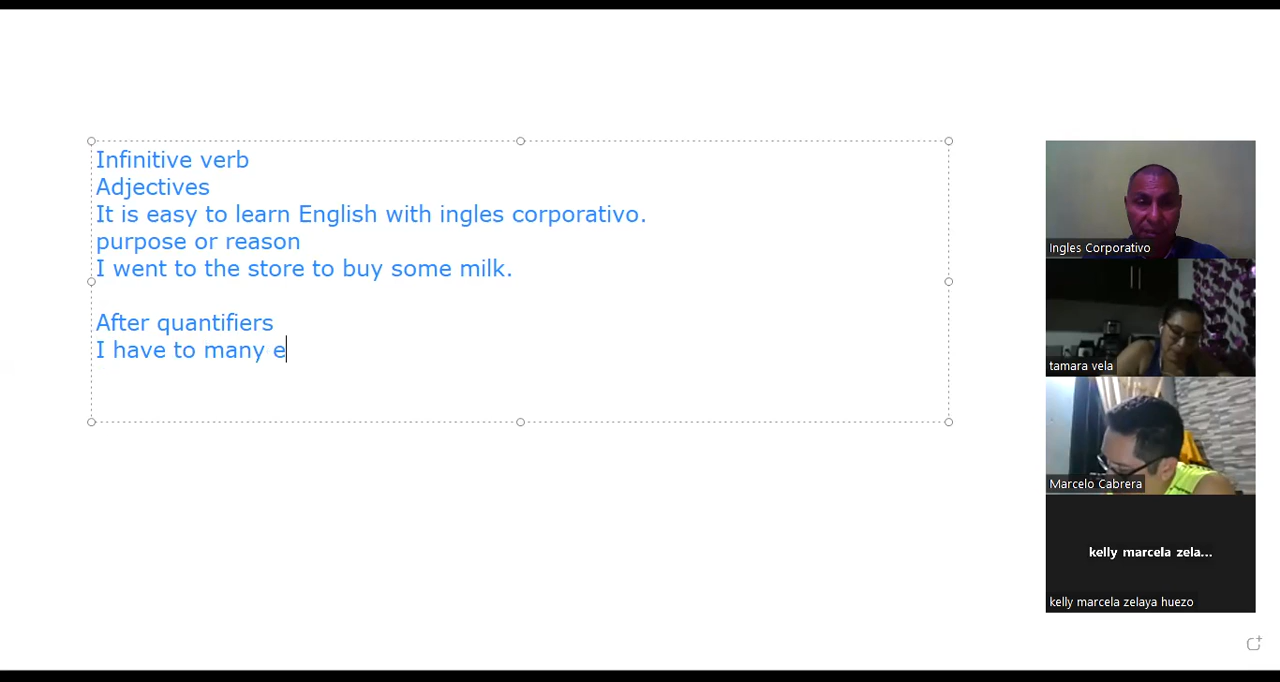 Infinitive verb
Adjectives
It is easy to learn English with ingles corporativo.
purpose or reason
I went to the store to buy some milk.
After quantifiers
I have to many e
Ingles Corporativo
tamara vela
Marcelo Cabrera
kelly marcela zela...
kelly marcela zelaya huezo